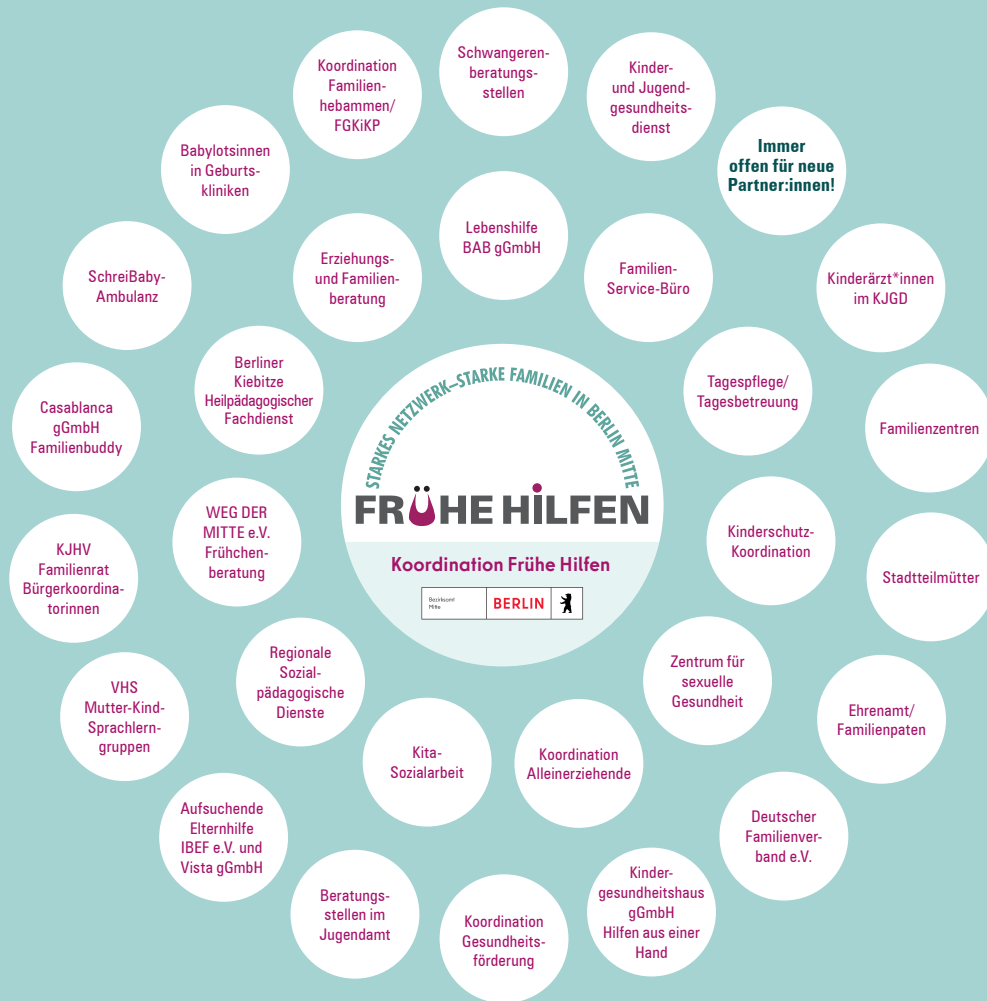 Schwangeren-
beratungs-
stellen
Koordination
Familien-
hebammen/
FGKiKP
Kinder-
und Jugend-
gesundheits-
dienst
Immer
offen für neue
Partner:innen!
Babylotsinnen
in Geburts-
kliniken
Lebenshilfe
BAB gGmbH
Erziehungs-
und Familien-
beratung
Familien-
Service-Büro
SchreiBaby-
Ambulanz
Kinderärzt*innen
im KJGD
Berliner
Kiebitze
Heilpädagogischer
Fachdienst
Tagespflege/
Tagesbetreuung
Casablanca
gGmbH
Familienbuddy
Familienzentren
STARKES NETZWERK–STARKE FAMILIEN IN BERLIN MITTE
FRÜHE HiLFEN
Koordination Frühe Hilfen
Bezirksamt
Mitte
BERLIN
WEG DER
MITTE e.V.
Frühchen-
beratung
Kinderschutz-
Koordination
KJHV
Familienrat
Bürgerkoordina-
torinnen
Stadtteilmütter
Regionale
Sozial-
pädagogische
Dienste
Zentrum für
sexuelle
Gesundheit
VHS
Mutter-Kind-
Sprachlern-
gruppen
Ehrenamt/
Familienpaten
Kita-
Sozialarbeit
Koordination
Alleinerziehende
Aufsuchende
Elternhilfe
IBEF e.V. und
Vista gGmbH
Deutscher
Familienver-
band e.V.
Beratungs-
stellen im
Jugendamt
Koordination
Gesundheits-
förderung
Kinder-
gesundheitshaus
gGmbH
Hilfen aus einer
Hand